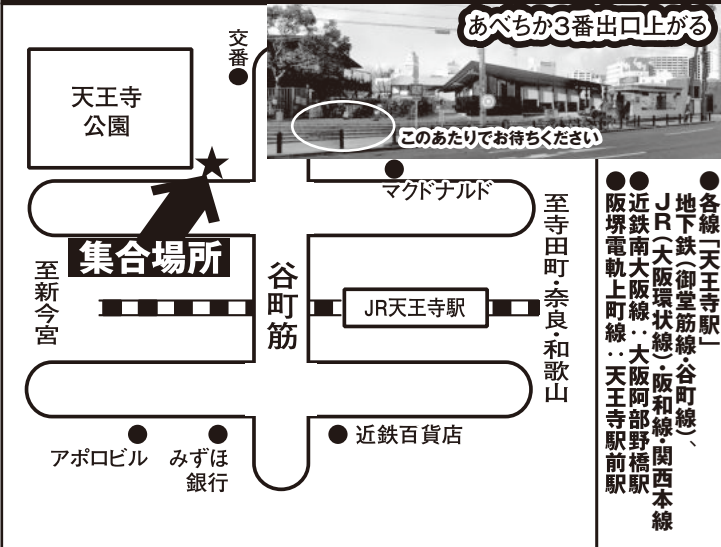 あべちか3番出口上がる
このあたりでお待ちください
交番
天王寺
公園
マクドナルド
集合場所
至新今宮
谷町筋
JR天王寺駅
至寺田町・奈良・和歌山
アポロビル
みずほ
銀行
近鉄百貨店
●各線「天王寺駅」
地下鉄(御堂筋線・谷町線)、
JR(大阪環状線)・阪和線・関西本線
●近鉄南大阪線：大阪阿部野橋駅
●阪堺電軌上町線：天王寺駅前駅